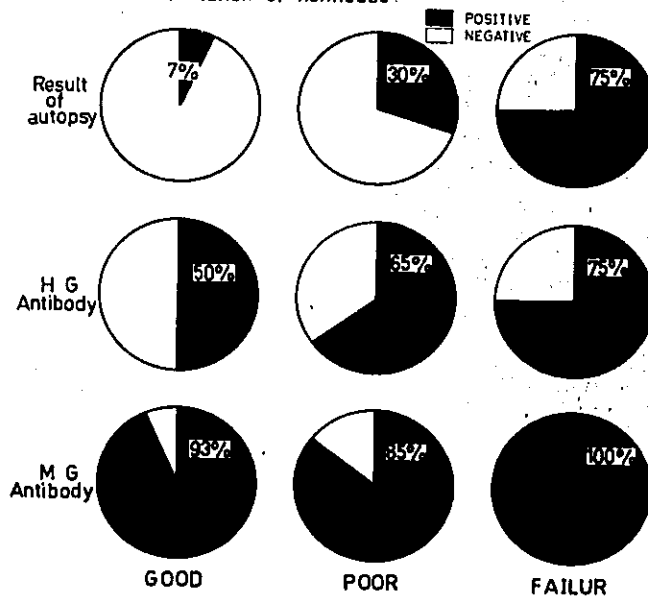 POSITIVE
NEGATIVE
Result
of
autopsy
7%
30%
75%
H G
Antibody
50%
65%
75%
M G
Antibody
93%
85%
100%
GOOD
POOR
FAILUR